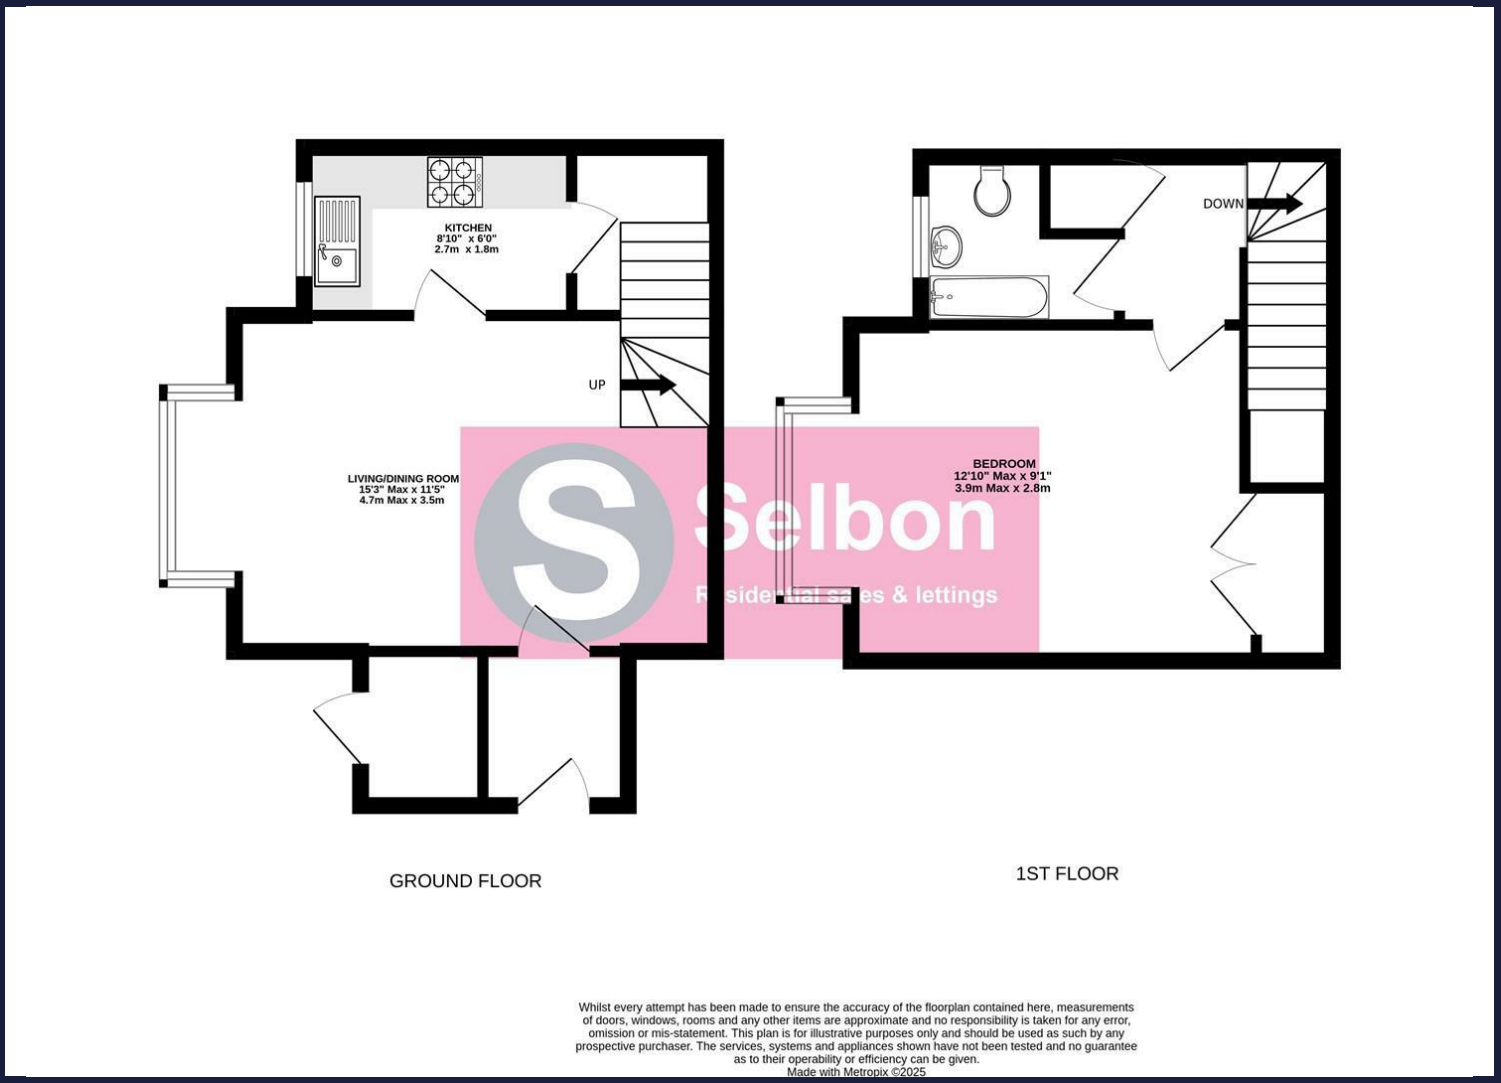 KITCHEN
8'10" x 6'0"
2.7m x 1.8m
DOWN
UP
LIVING/DINING ROOM
15'3" Max x 11'5"
4.7m Max x 3.5m
BEDROOM
12'10" Max x 9'1"
3.9m Max x 2.8m
S
Selbon
Residential sales & lettings
GROUND FLOOR
1ST FLOOR
Whilst every attempt has been made to ensure the accuracy of the floorplan contained here, measurements
of doors, windows, rooms and any other items are approximate and no responsibility is taken for any error,
omission or mis-statement. This plan is for illustrative purposes only and should be used as such by any
prospective purchaser. The services, systems and appliances shown have not been tested and no guarantee
as to their operability or efficiency can be given.
Made with Metropix ©2025